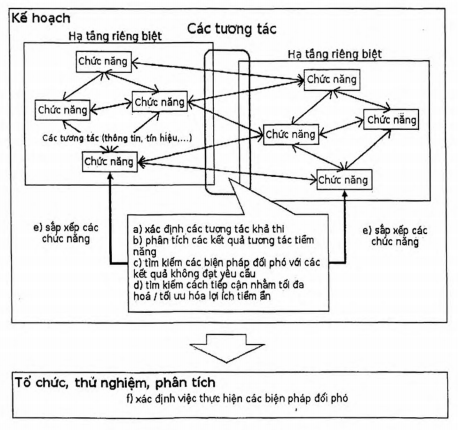 Kế hoạch
Các tương tác
Hạ tầng riêng biệt
Hạ tầng riêng biệt
Chức năng
Chức năng
Chức năng
Các tương tác (thông tin, tín hiệu,...)
Chức năng
Chức năng
Chức năng
Chức năng
Chức năng
e) sắp xếp các
chức năng
a) xác định các tương tác khả thi
b) phân tích các kết quả tương tác tiềm
năng
c) tìm kiếm các biện pháp đối phó với các
kết quả không đạt yêu cầu
d) tìm kiếm cách tiếp cận nhằm tối đa
hoá / tối ưu hóa lợi ích tiềm ẩn
e) sắp xếp các
chức năng
Tổ chức, thử nghiệm, phân tích
f) xác định việc thực hiện các biện pháp đối phó